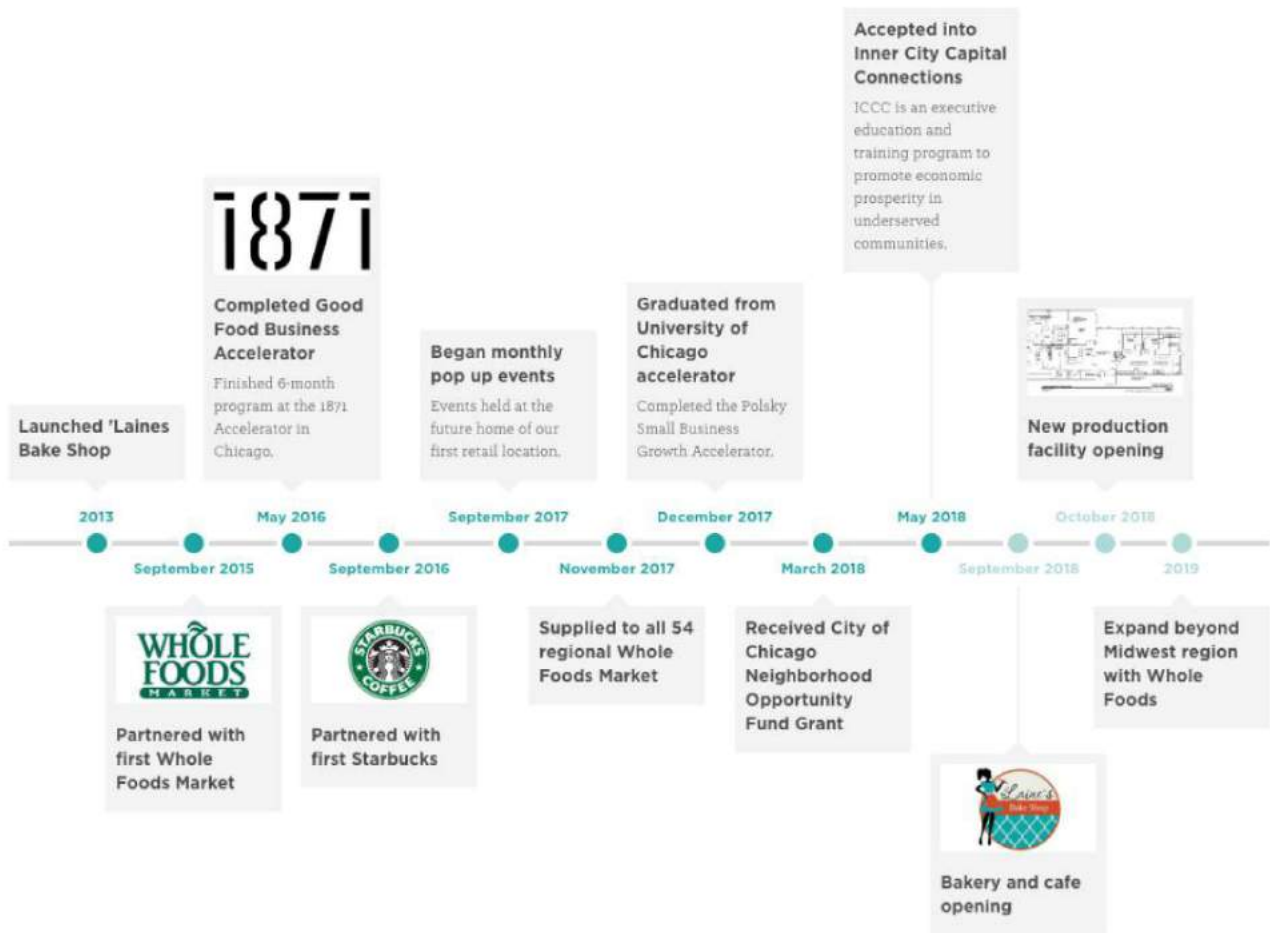 Accepted into
Inner City Capital
Connections
ICCC is an executive
education and
training program to
promote economic
prosperity in
underserved
communities.
1871
Completed Good
Food Business
Accelerator
Finished 6-month
program at the 1871
Accelerator in
Chicago.
Graduated from
University of
Chicago
accelerator
Completed the Polsky
Small Business
Growth Accelerator.
Began monthly
pop up events
Events held at the
future home of our
first retail location.
Launched 'Laines
Bake Shop
New production
facility opening
2013
May 2016
September 2017
December 2017
May 2018
October 2018
September 2015
September 2016
November 2017
March 2018
September 2018
2019
WHOLE
FOODS
MARKET
Partnered with
first Whole
Foods Market
STARBUCKS
COFFEE
Partnered with
first Starbucks
Supplied to all 54
regional Whole
Foods Market
Received City of
Chicago
Neighborhood
Opportunity
Fund Grant
Expand beyond
Midwest region
with Whole
Foods
Laine's
Bake Shop
Bakery and cafe
opening